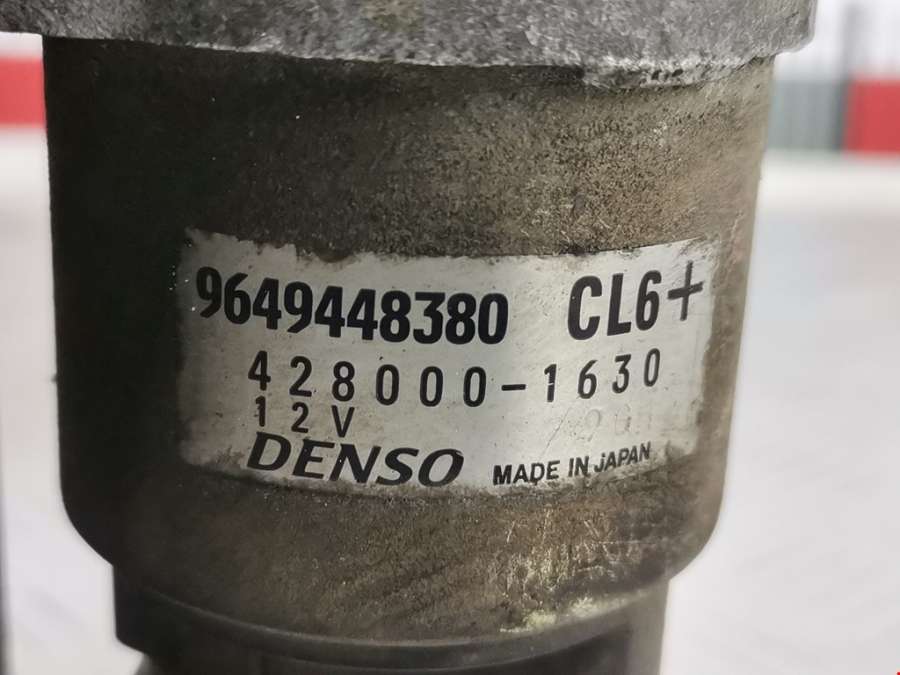 9649448380 CL6+
428000-1630
12V
DENSO MADE IN JAPAN